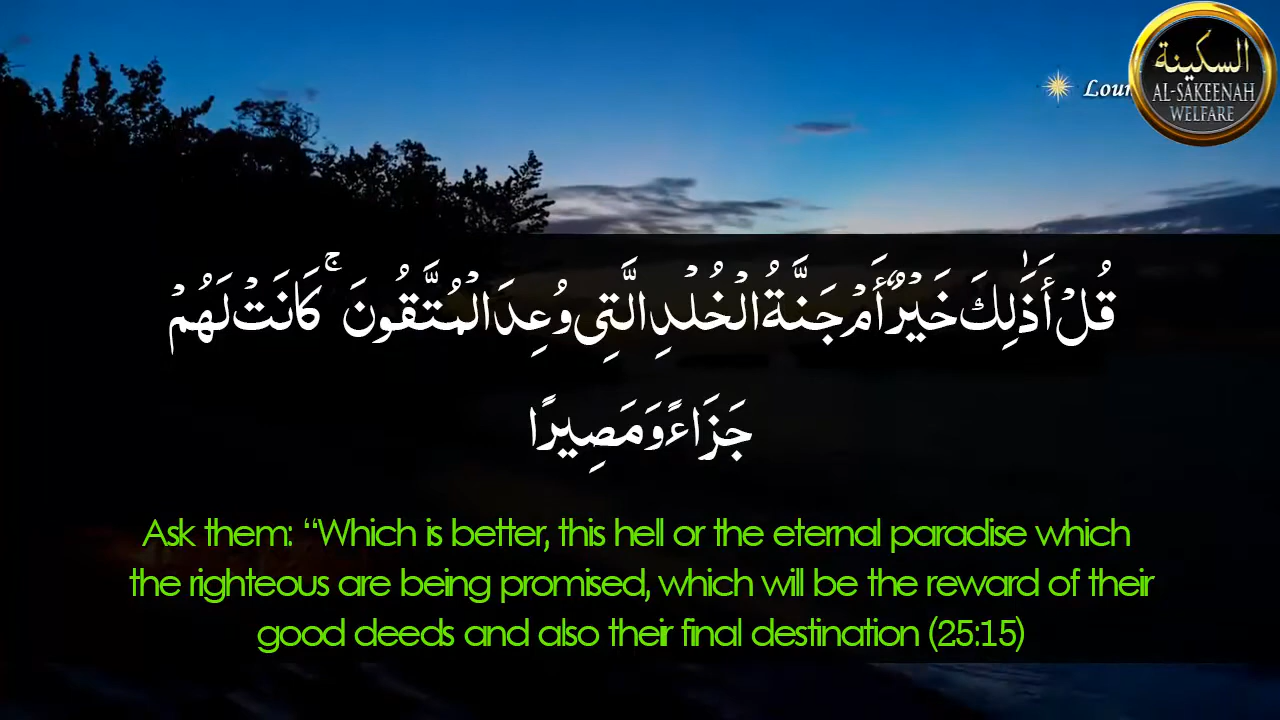 السكينة
AL-SAKEENAH
WELFARE
قُلْ أَذَٰلِكَ خَيْرٌ أَمْ جَنَّةُ الْخُلْدِ الَّتِي وُعِدَ الْمُتَّقُونَ ۚ كَانَتْ لَهُمْ
جَزَاءً وَمَصِيرًا
Ask them: “Which is better, this hell or the eternal paradise which
the righteous are being promised, which will be the reward of their
good deeds and also their final destination (25:15)